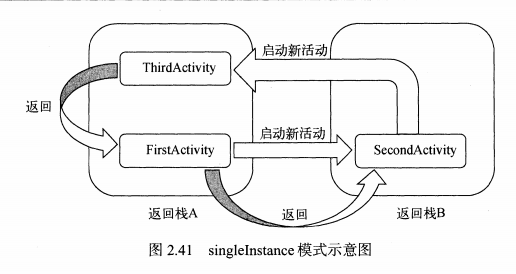 启动新活动
ThirdActivity
返回
启动新活动
FirstActivity
SecondActivity
返回栈A
返回
返回栈B
图 2.41 singleInstance 模式示意图